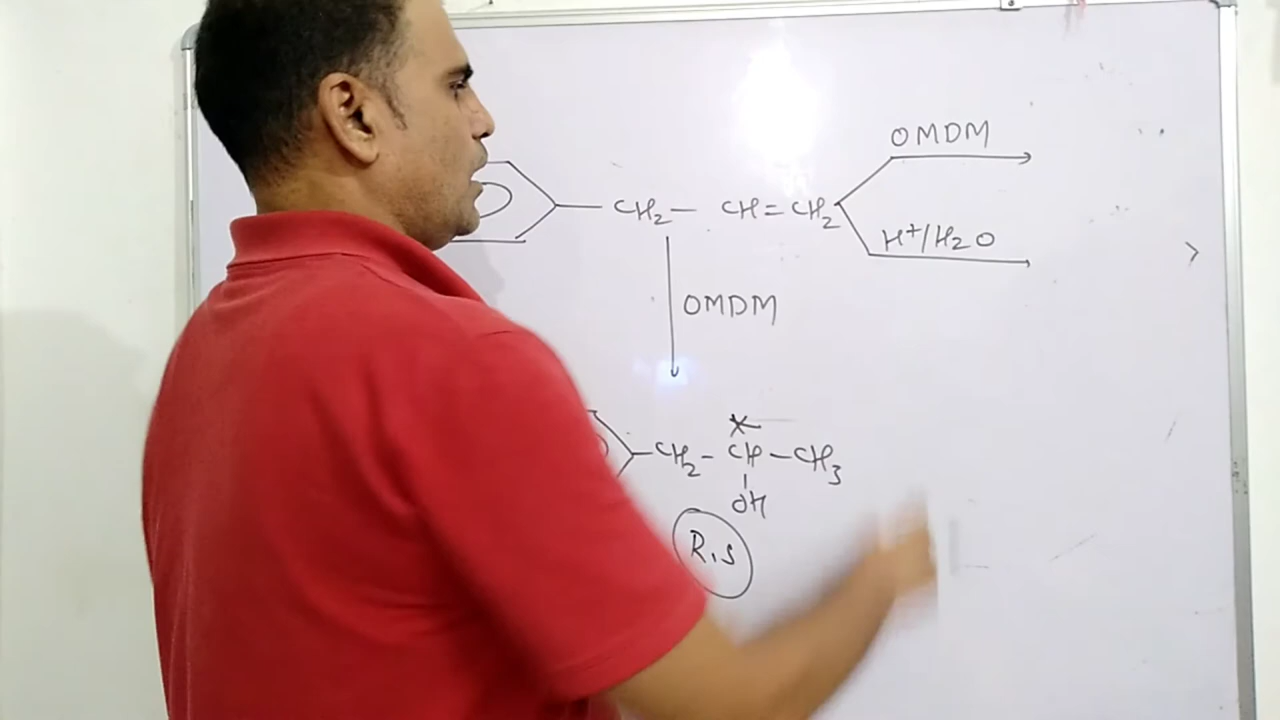 OMDM
CH2 – CH = CH2
H+/H2O
OMDM
CH2 – CH – CH3
OH
R,S